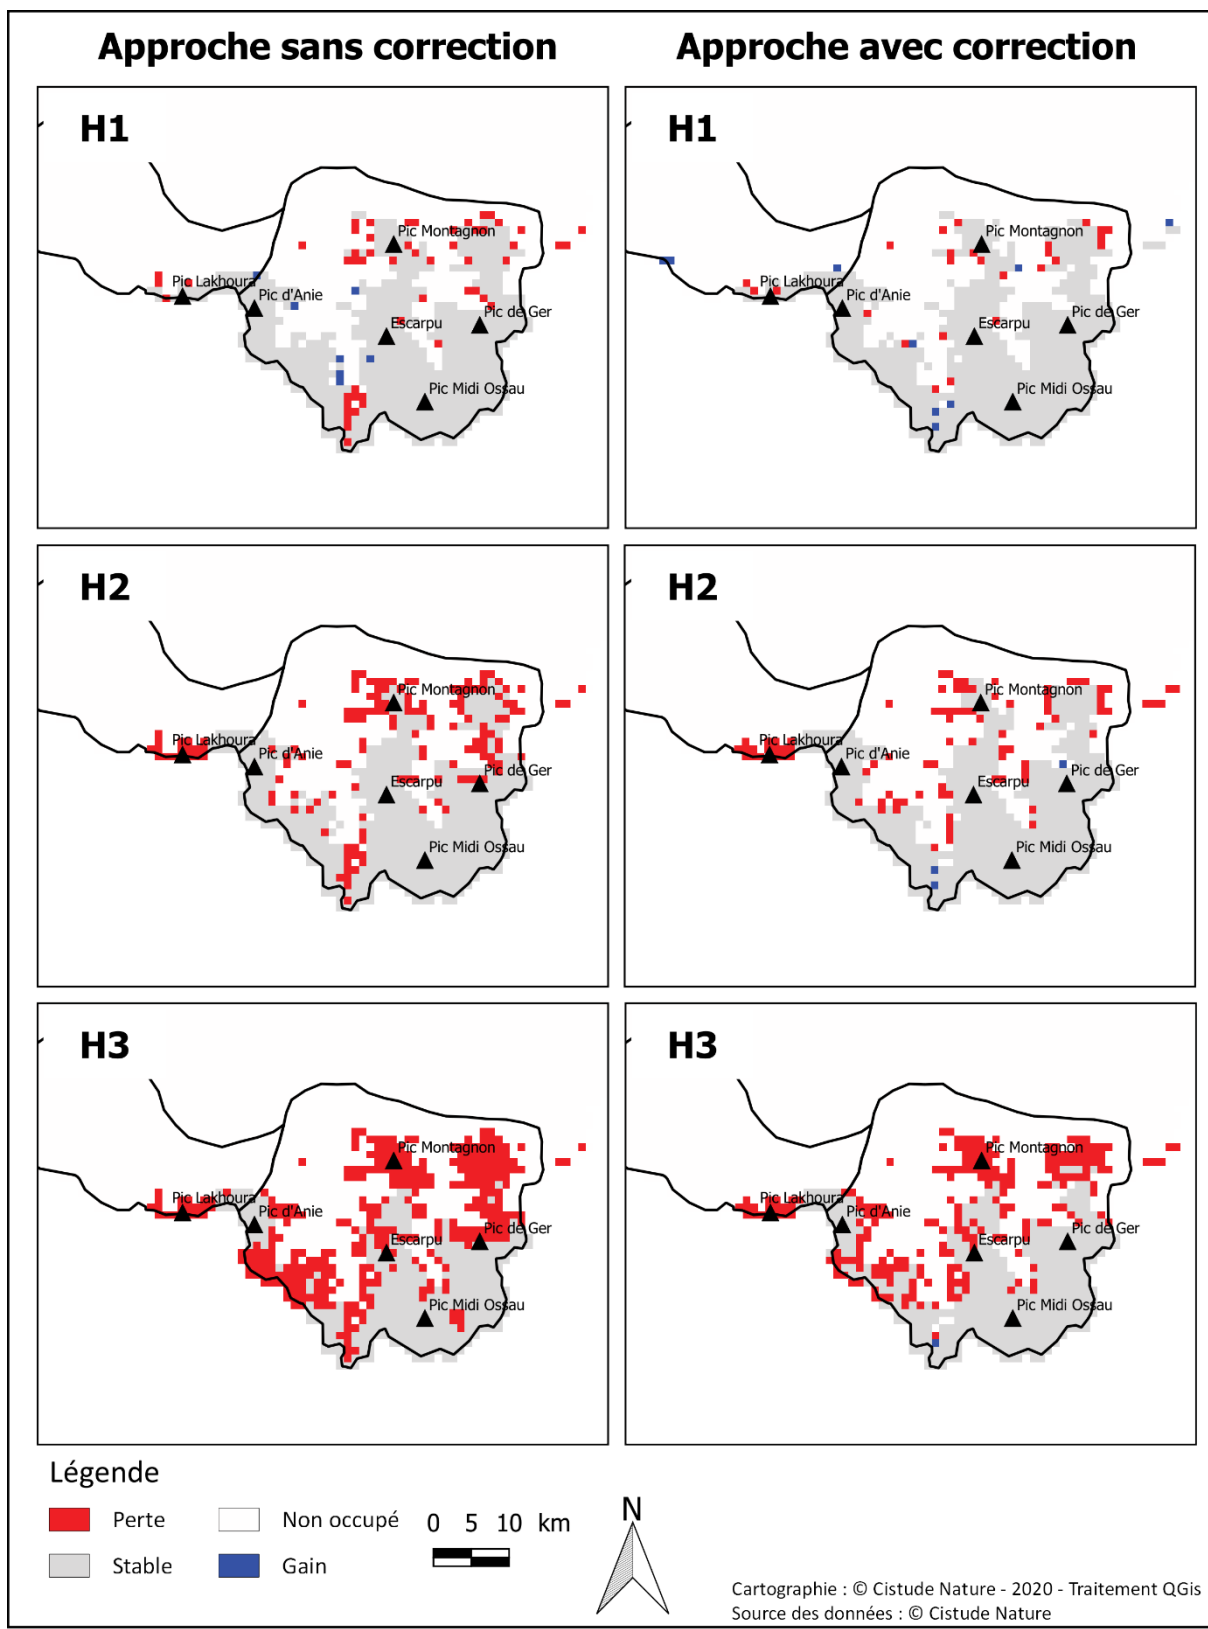 Approche sans correction
Approche avec correction
H1
Pic Montagnon
Pic Lakhoura
Pic d'Anie
Escarpu
Pic de Ger
Pic Midi Ossau
H1
Pic Montagnon
Pic Lakhoura
Pic d'Anie
Escarpu
Pic de Ger
Pic Midi Ossau
H2
Pic Montagnon
Pic Lakhoura
Pic d'Anie
Escarpu
Pic de Ger
Pic Midi Ossau
H2
Pic Montagnon
Pic Lakhoura
Pic d'Anie
Escarpu
Pic de Ger
Pic Midi Ossau
H3
Pic Montagnon
Pic Lakhoura
Pic d'Anie
Escarpu
Pic de Ger
Pic Midi Ossau
H3
Pic Montagnon
Pic Lakhoura
Pic d'Anie
Escarpu
Pic de Ger
Pic Midi Ossau
Légende
Perte
Non occupé
Stable
Gain
0 5 10 km
N
Cartographie : © Cistude Nature - 2020 - Traitement QGis
Source des données : © Cistude Nature